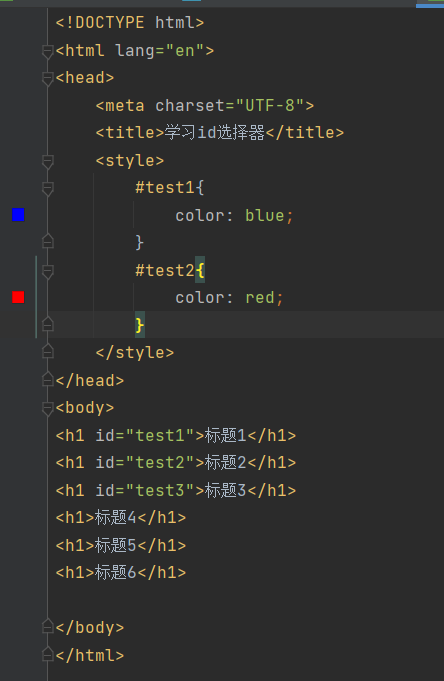 <!DOCTYPE html>
<html lang="en">
<head>
    <meta charset="UTF-8">
    <title>学习id选择器</title>
    <style>
        #test1{
            color: blue;
        }
        #test2{
            color: red;
        }
    </style>
</head>
<body>
<h1 id="test1">标题1</h1>
<h1 id="test2">标题2</h1>
<h1 id="test3">标题3</h1>
<h1>标题4</h1>
<h1>标题5</h1>
<h1>标题6</h1>

</body>
</html>